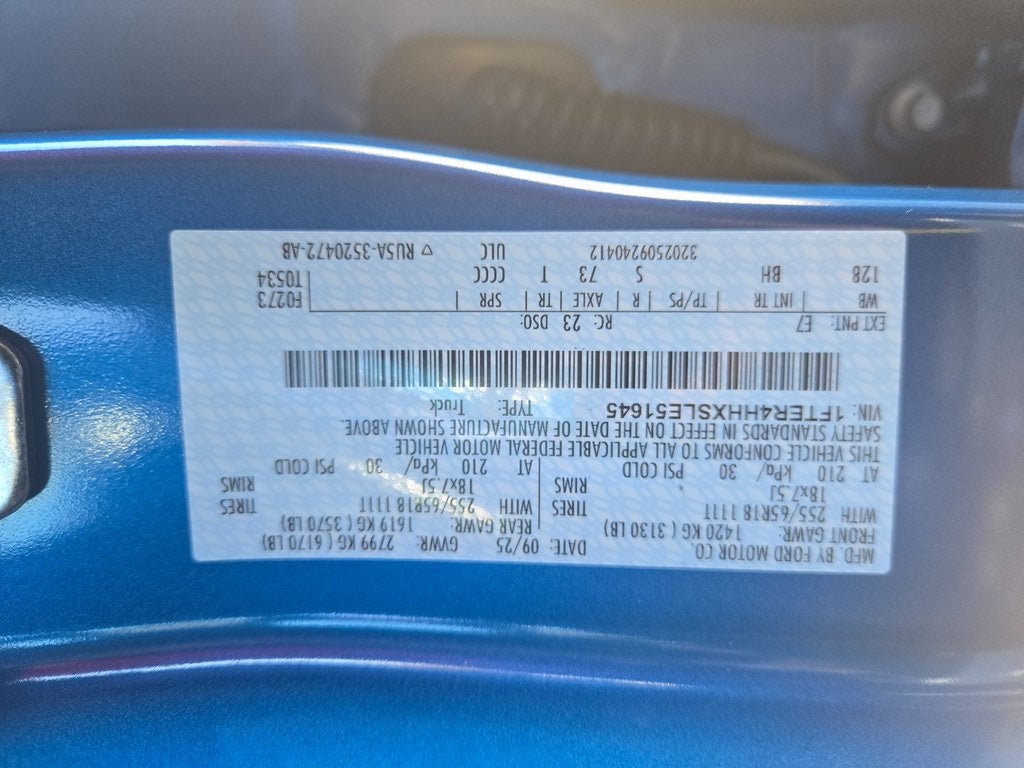 MFD. BY FORD MOTOR CO.
DATE: 09/25 GVWR: 2799 KG ( 6170 LB)
FRONT GAWR: 1420 KG ( 3130 LB) REAR GAWR: 1619 KG ( 3570 LB)
WITH 255/65R18 111T TIRES WITH 255/65R18 111T TIRES
18x7.5J RIMS 18x7.5J RIMS
AT 210 kPa/ 30 PSI COLD AT 210 kPa/ 30 PSI COLD
THIS VEHICLE CONFORMS TO ALL APPLICABLE FEDERAL MOTOR VEHICLE
SAFETY STANDARDS IN EFFECT ON THE DATE OF MANUFACTURE SHOWN ABOVE.
VIN: 1FTER4HHXSLE51645 TYPE: Truck
EXT PNT: E7 RC: 23 DSO:
WB | INT TR | TP/PS | R | AXLE | TR | SPR | F0273
128 BH S 73 T CCCC T0534
3202509240412 ULC ▽ RU5A-3520472-AB